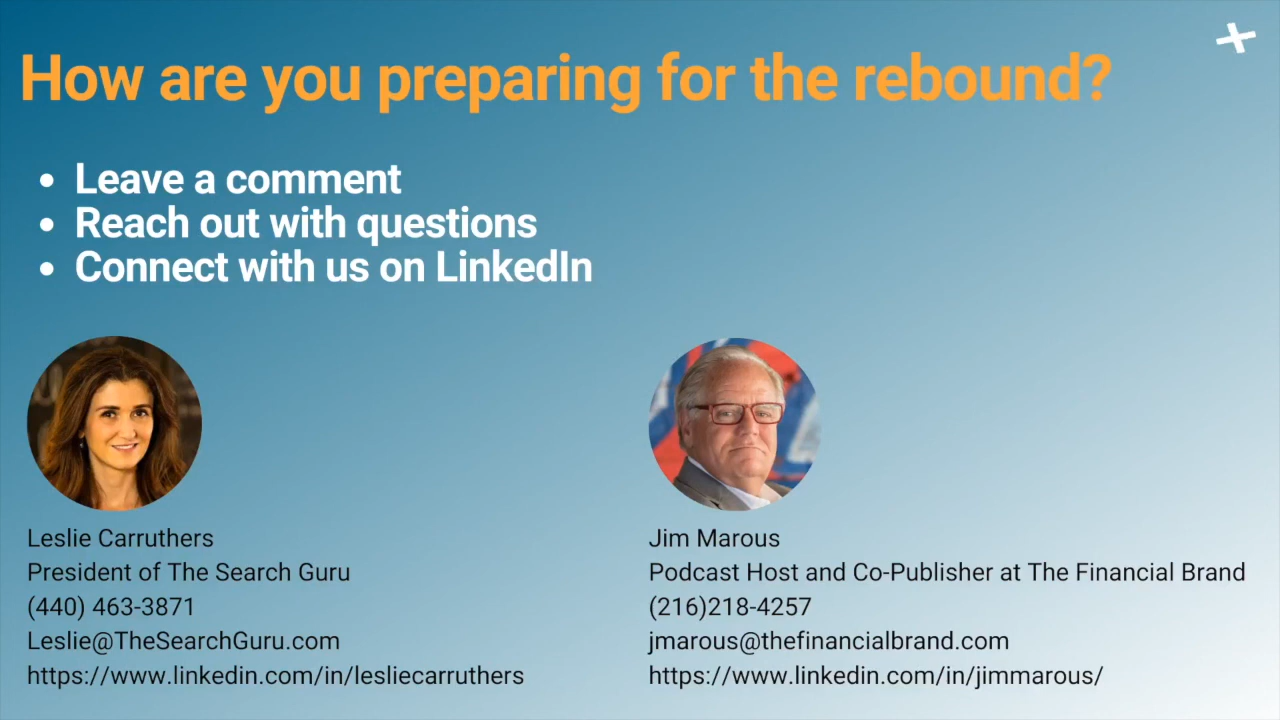 How are you preparing for the rebound?
• Leave a comment
• Reach out with questions
• Connect with us on LinkedIn
Leslie Carruthers
President of The Search Guru
(440) 463-3871
Leslie@TheSearchGuru.com
https://www.linkedin.com/in/lesliecarruthers
Jim Marous
Podcast Host and Co-Publisher at The Financial Brand
(216)218-4257
jmarous@thefinancialbrand.com
https://www.linkedin.com/in/jimmarous/